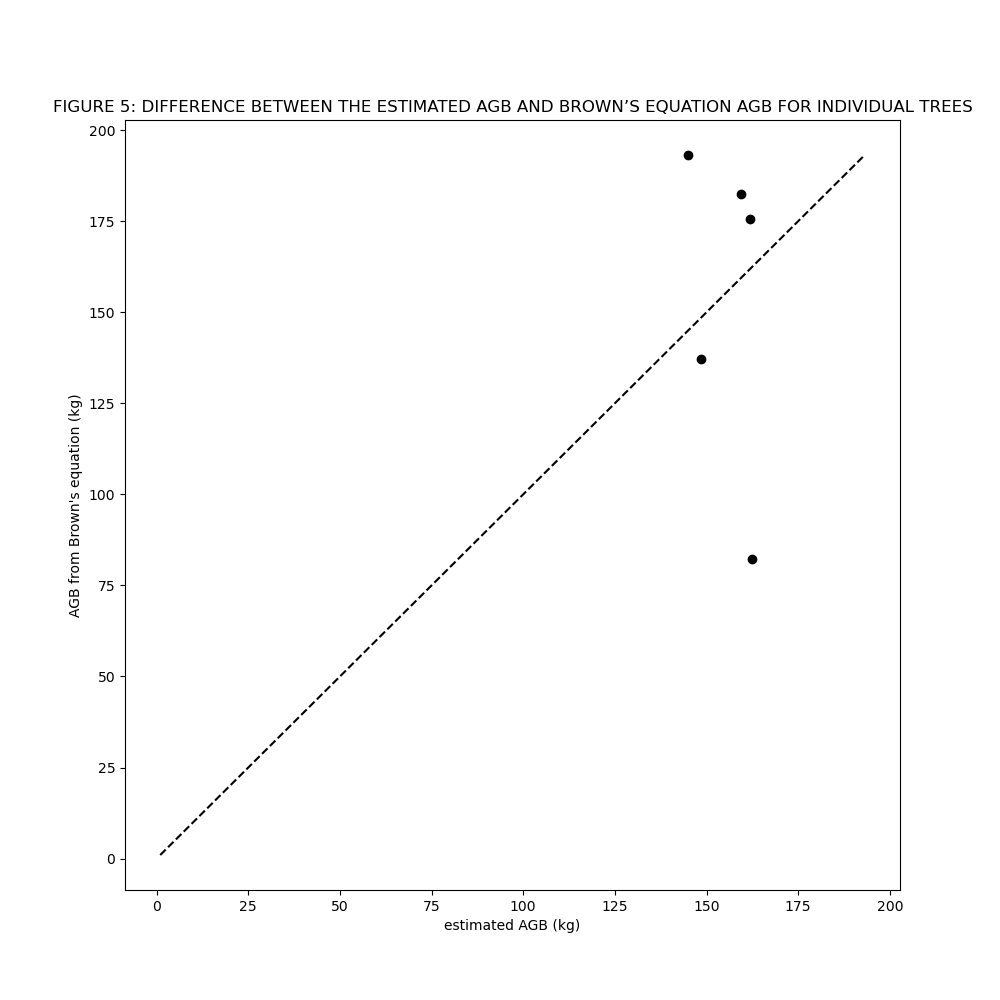 FIGURE 5: DIFFERENCE BETWEEN THE ESTIMATED AGB AND BROWN’S EQUATION AGB FOR INDIVIDUAL TREES
200
175
150
125
100
75
50
25
0
AGB from Brown's equation (kg)
0 25 50 75 100 125 150 175 200
estimated AGB (kg)